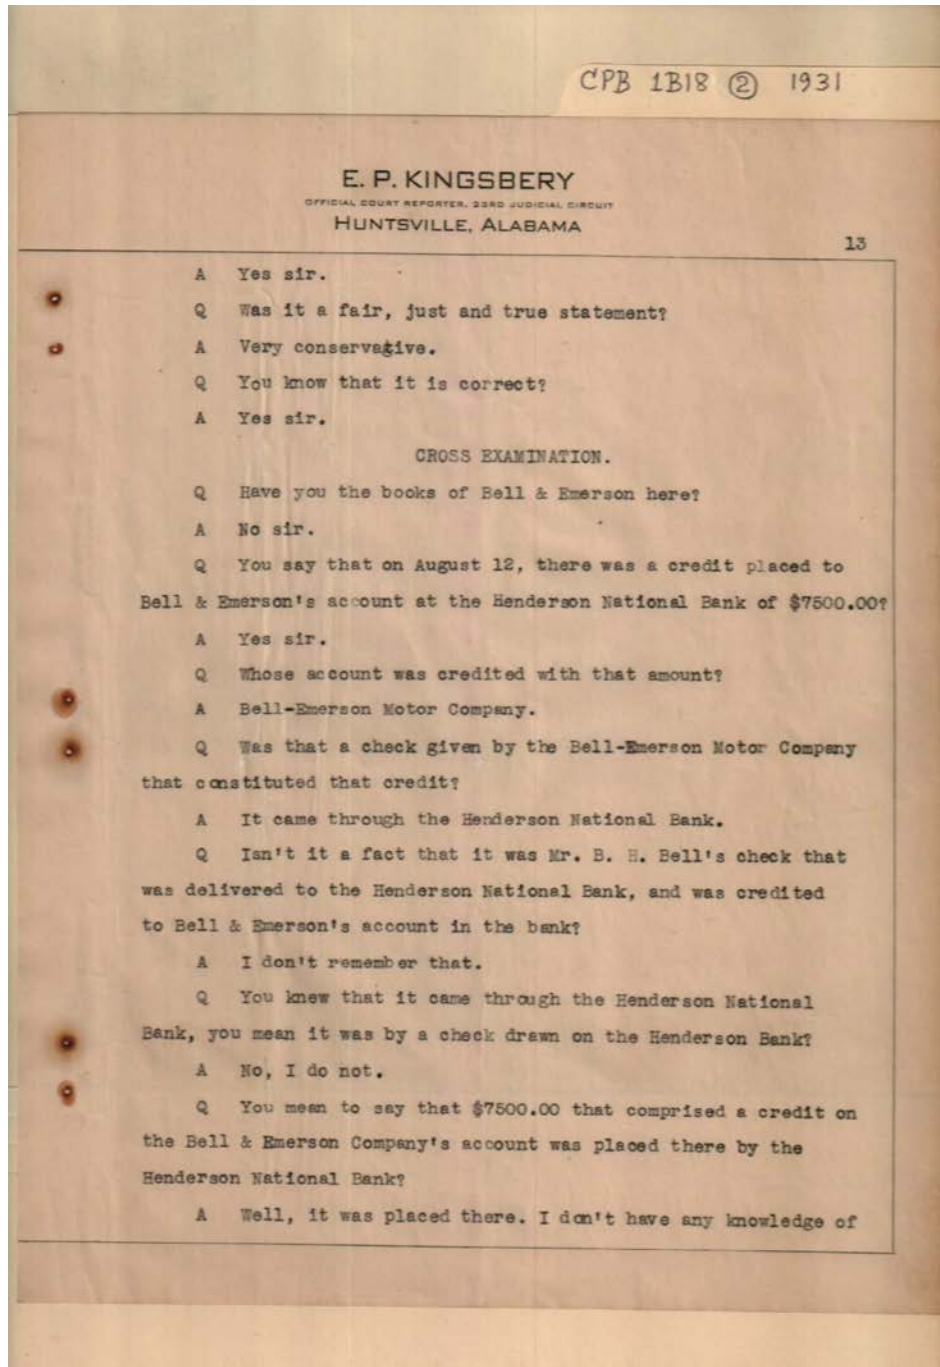 CPB 1B18 ② 1931
E. P. KINGSBERY
OFFICIAL COURT REPORTER, 23RD JUDICIAL CIRCUIT
HUNTSVILLE, ALABAMA
13
A Yes sir.
Q Was it a fair, just and true statement?
A Very conservative.
Q You know that it is correct?
A Yes sir.
CROSS EXAMINATION.
Q Have you the books of Bell & Emerson here?
A No sir.
Q You say that on August 12, there was a credit placed to
Bell & Emerson's account at the Henderson National Bank of $7500.00?
A Yes sir.
Q Whose account was credited with that amount?
A Bell-Emerson Motor Company.
Q Was that a check given by the Bell-Emerson Motor Company
that constituted that credit?
A It came through the Henderson National Bank.
Q Isn't it a fact that it was Mr. B. H. Bell's check that
was delivered to the Henderson National Bank, and was credited
to Bell & Emerson's account in the bank?
A I don't remember that.
Q You knew that it came through the Henderson National
Bank, you mean it was by a check drawn on the Henderson Bank?
A No, I do not.
Q You mean to say that $7500.00 that comprised a credit on
the Bell & Emerson Company's account was placed there by the
Henderson National Bank?
A Well, it was placed there. I don't have any knowledge of